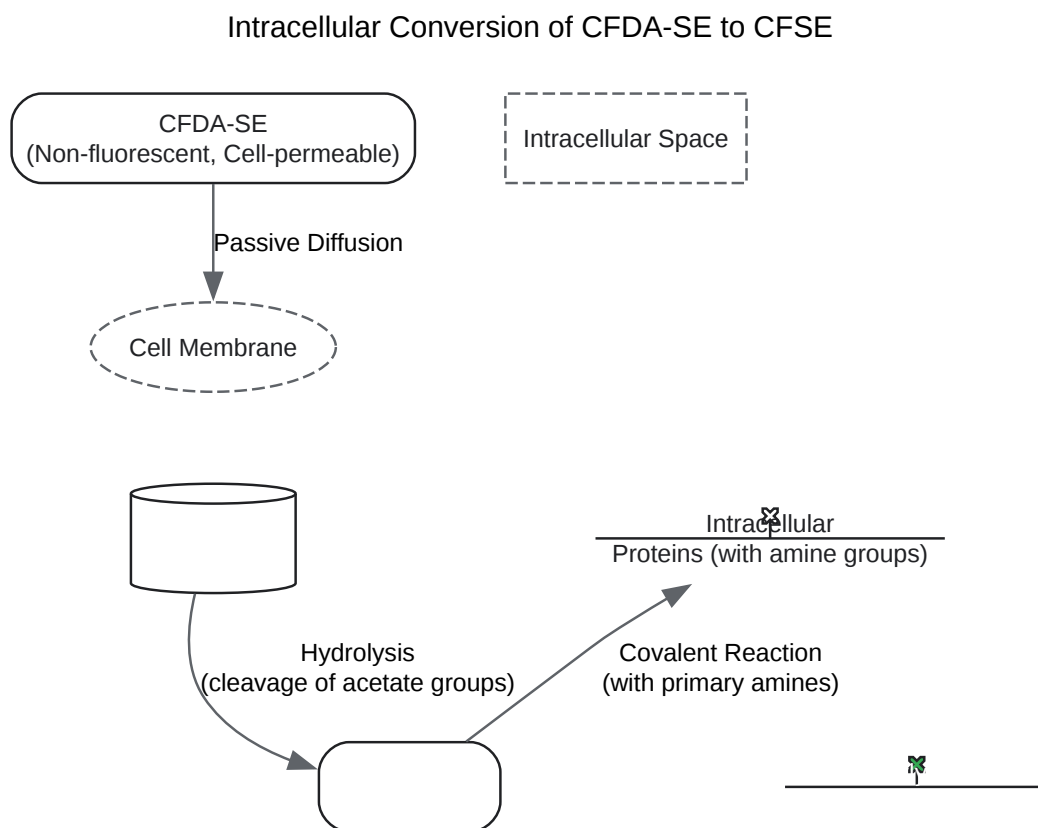 Intracellular Conversion of CFDA-SE to CFSE
CFDA-SE
(Non-fluorescent, Cell-permeable)
Intracellular Space
Passive Diffusion
Cell Membrane
Intracellular
Proteins (with amine groups)
Hydrolysis
(cleavage of acetate groups)
Covalent Reaction
(with primary amines)